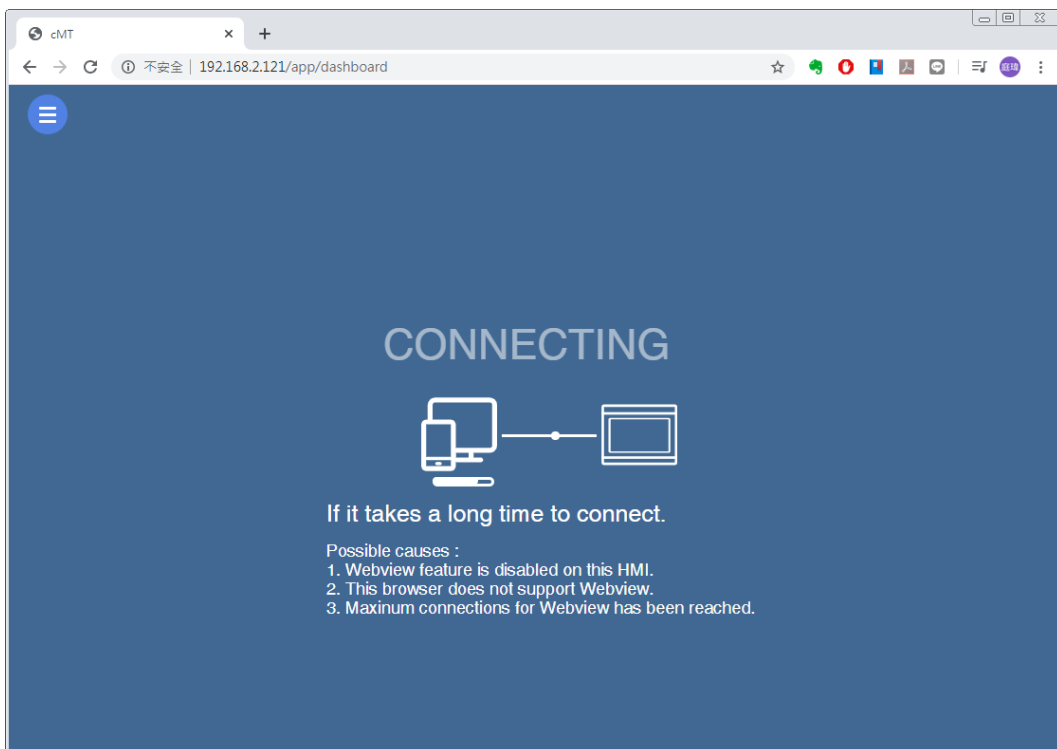 cMT
不安全 | 192.168.2.121/app/dashboard
庭瑋
CONNECTING
If it takes a long time to connect.
Possible causes :
1. Webview feature is disabled on this HMI.
2. This browser does not support Webview.
3. Maxinum connections for Webview has been reached.